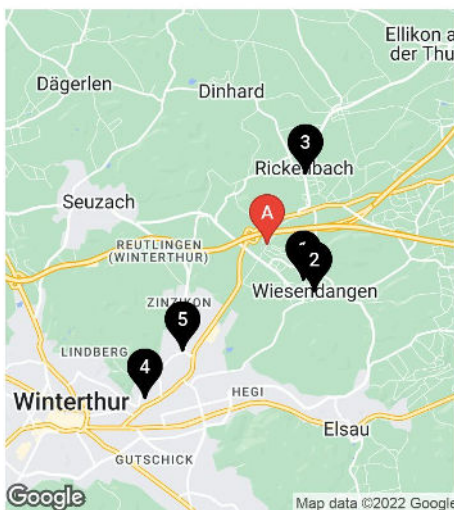 Ellikon a
der Thu
Dägerlen
Dinhard
3
Rickenbach
Seuzach
A
REUTLINGEN
(WINTERTHUR)
2
Wiesendangen
ZINZIKON
5
LINDBERG
4
Winterthur
HEGI
Elsau
GUTSCHICK
Google
Map data ©2022 Google